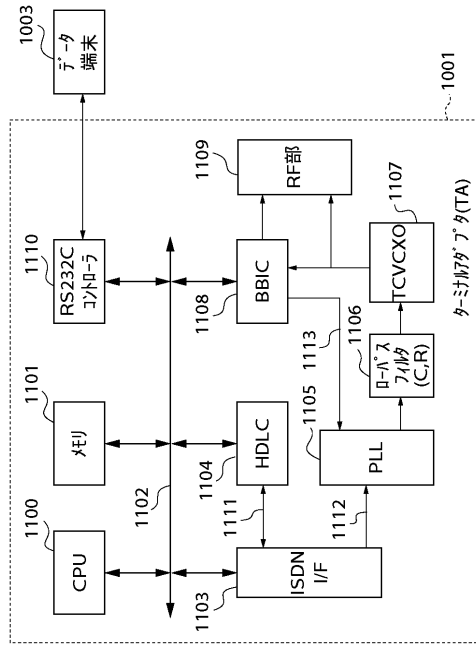 1100
CPU
1101
メモリ
1110
RS232C
コントローラ
1003
データ
端末
1102
1103
ISDN
I/F
1111
1104
HDLC
1108
BBIC
1109
RF部
1112
1105
PLL
1113
1106
ローパス
フィルタ
(C,R)
TCVCXO
1107
1001
ターミナルアダプタ(TA)